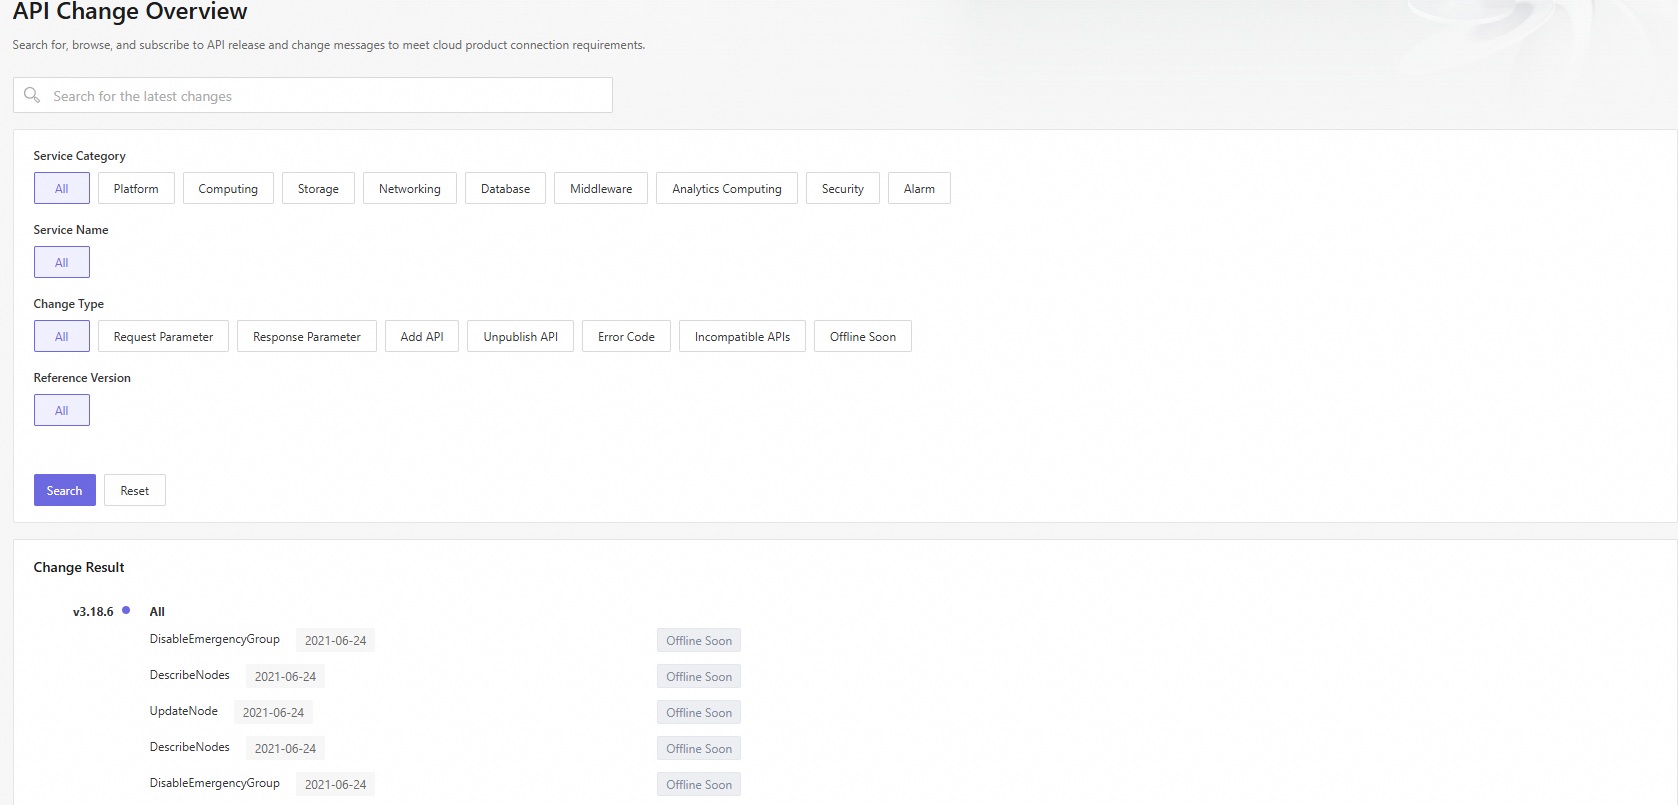 API Change Overview
Search for, browse, and subscribe to API release and change messages to meet cloud product connection requirements.
Search for the latest changes
Service Category
All Platform Computing Storage Networking Database Middleware Analytics Computing Security Alarm
Service Name
All
Change Type
All Request Parameter Response Parameter Add API Unpublish API Error Code Incompatible APIs Offline Soon
Reference Version
All
Search Reset
Change Result
v3.18.6 All
DisableEmergencyGroup 2021-06-24 Offline Soon
DescribeNodes 2021-06-24 Offline Soon
UpdateNode 2021-06-24 Offline Soon
DescribeNodes 2021-06-24 Offline Soon
DisableEmergencyGroup 2021-06-24 Offline Soon